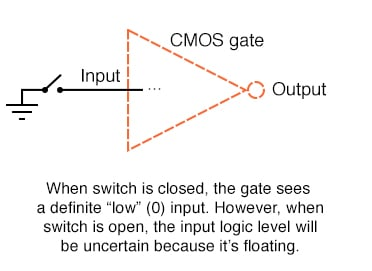 CMOS gate
Input
...
Output
When switch is closed, the gate sees
a definite “low” (0) input. However, when
switch is open, the input logic level will
be uncertain because it’s floating.